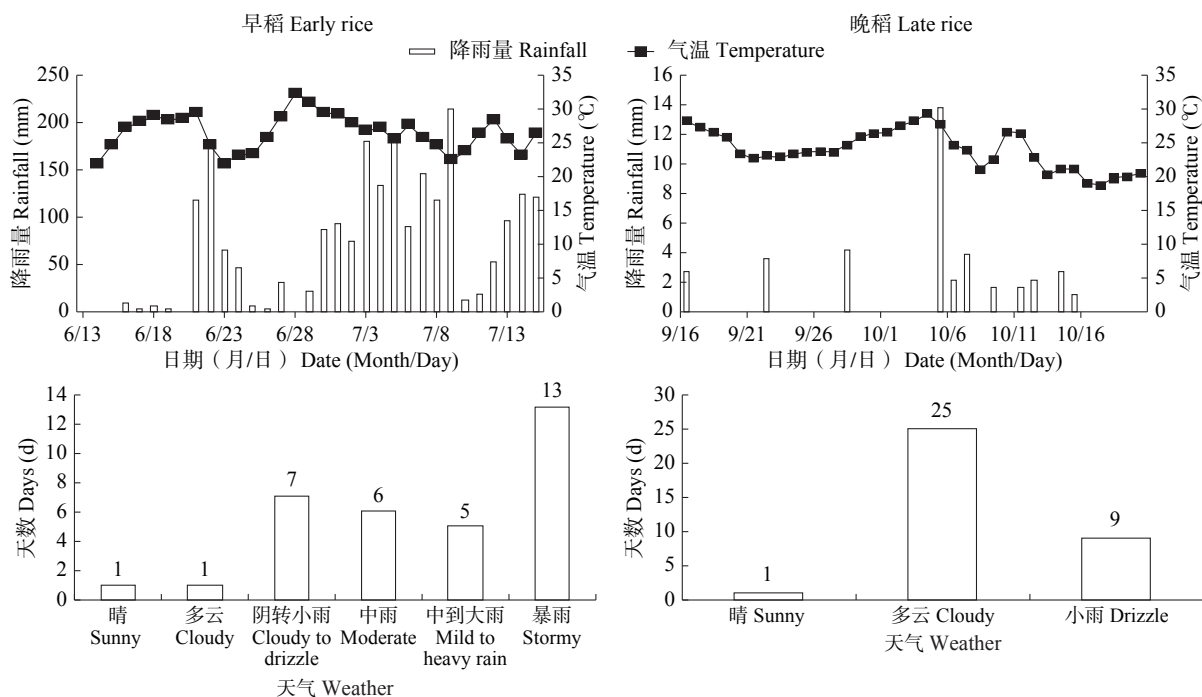 早稻 Early rice
晚稻 Late rice
降雨量 Rainfall
气温 Temperature
250
200
150
100
50
0
降雨量 Rainfall (mm)
35
30
25
20
15
10
5
0
气温 Temperature (℃)
6/13 6/18 6/23 6/28 7/3 7/8 7/13
日期（月/日）Date (Month/Day)
16
14
12
10
8
6
4
2
0
降雨量 Rainfall (mm)
35
30
25
20
15
10
5
0
气温 Temperature (℃)
9/16 9/21 9/26 10/1 10/6 10/11 10/16
日期（月/日）Date (Month/Day)
14
12
10
8
6
4
2
0
天数 Days (d)
1
1
7
6
5
13
晴 Sunny
多云 Cloudy
阴转小雨 Cloudy to drizzle
中雨 Moderate
中到大雨 Mild to heavy rain
暴雨 Stormy
天气 Weather
30
25
20
15
10
5
0
天数 Days (d)
1
25
9
晴 Sunny
多云 Cloudy
小雨 Drizzle
天气 Weather